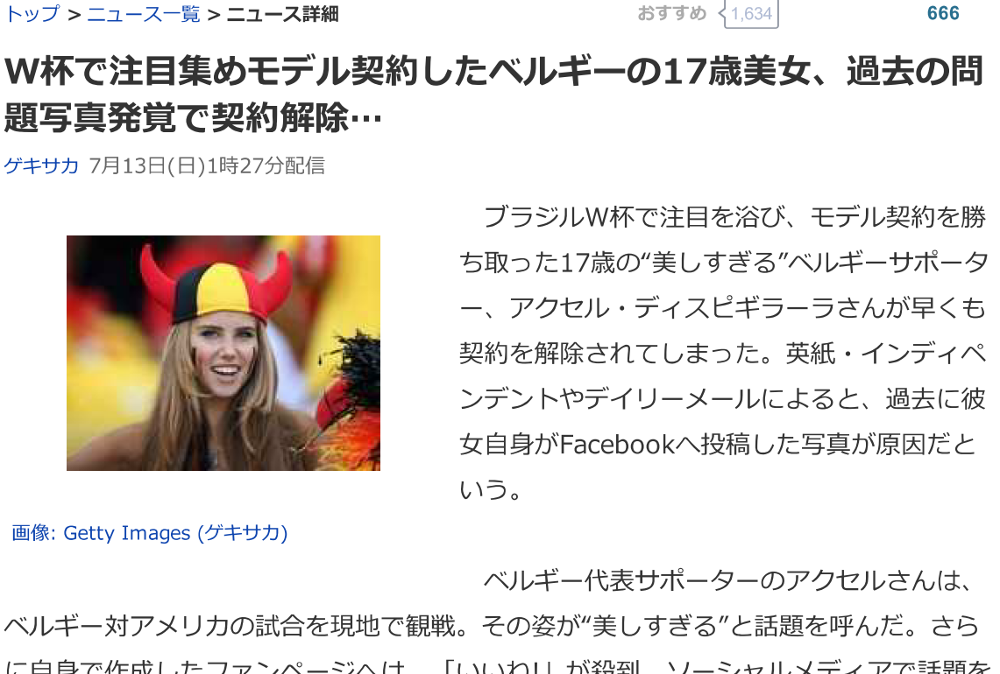 トップ > ニュース一覧 > ニュース詳細
おすすめ 1,634 666
W杯で注目集めモデル契約したベルギーの17歳美女、過去の問
題写真発覚で契約解除…
ゲキサカ 7月13日(日)1時27分配信
ブラジルW杯で注目を浴び、モデル契約を勝
ち取った17歳の“美しすぎる”ベルギーサポータ
ー、アクセル・ディスピギラーラさんが早くも
契約を解除されてしまった。英紙・インディペ
ンデントやデイリーメールによると、過去に彼
女自身がFacebookへ投稿した写真が原因だと
いう。
画像: Getty Images (ゲキサカ)
ベルギー代表サポーターのアクセルさんは、
ベルギー対アメリカの試合を現地で観戦。その姿が“美しすぎる”と話題を呼んだ。さら
に自身で作成したファンページへは、「いいね!」が殺到。ソーシャルメディアで話題を